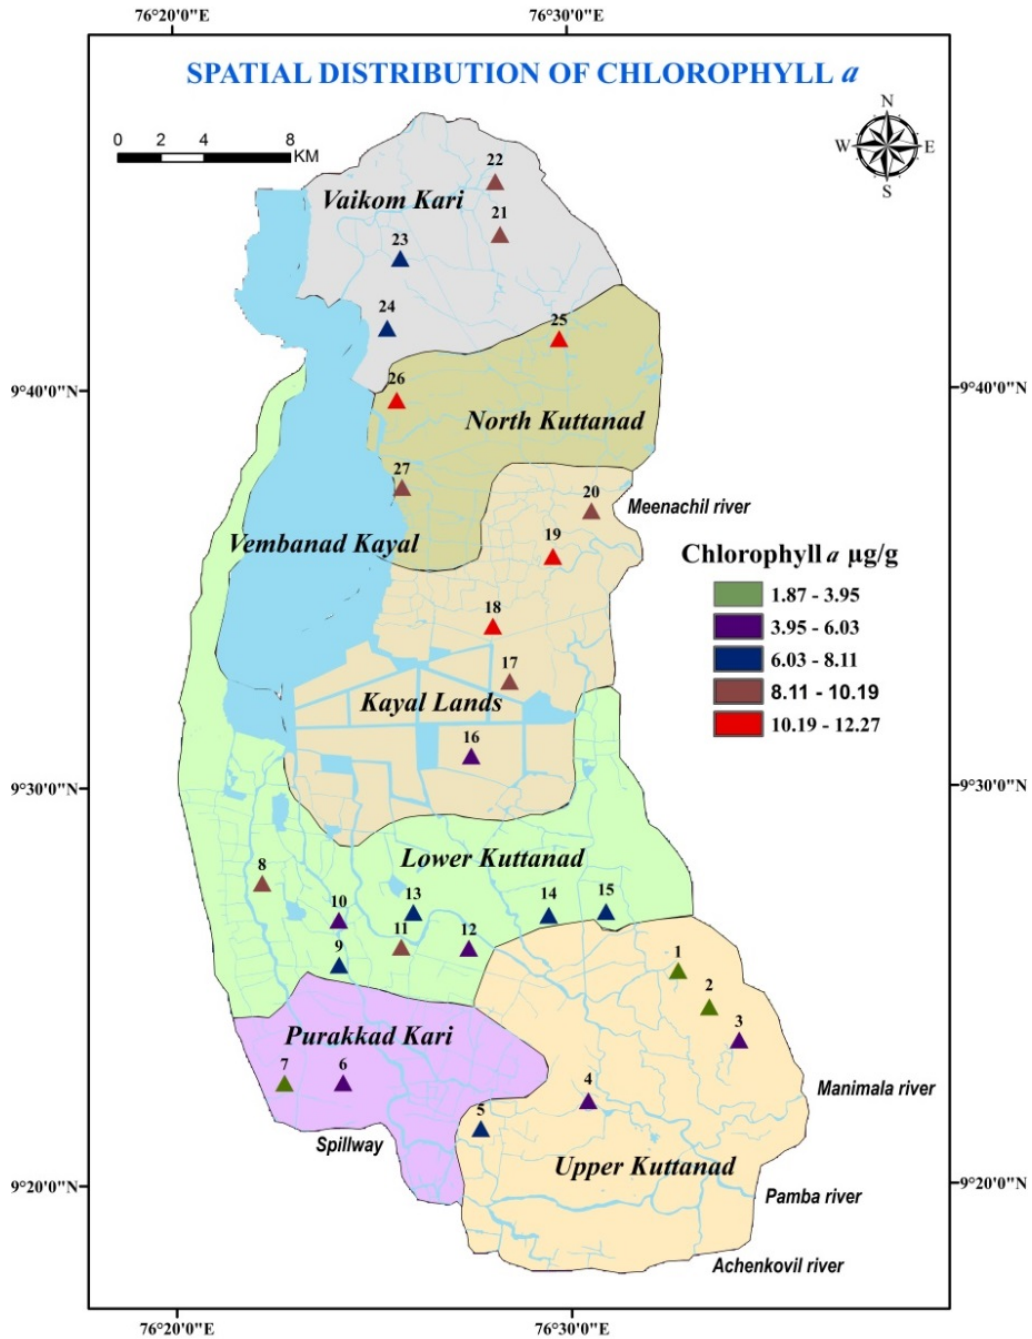 76°20'0"E 76°30'0"E
SPATIAL DISTRIBUTION OF CHLOROPHYLL a
N
W E
S
0 2 4 8
KM
22
Vaikom Kari
21
23
24
25
26
9°40'0"N 9°40'0"N
North Kuttanad
27
20
Meenachil river
19
Vembanad Kayal
Chlorophyll a µg/g
1.87 - 3.95
3.95 - 6.03
6.03 - 8.11
8.11 - 10.19
10.19 - 12.27
18
17
Kayal Lands
16
9°30'0"N 9°30'0"N
Lower Kuttanad
8
10
13
14
15
9
11
12
1
2
3
Purakkad Kari
7
6
4
Manimala river
5
Spillway
Upper Kuttanad
9°20'0"N 9°20'0"N
Pamba river
Achenkovil river
76°20'0"E 76°30'0"E